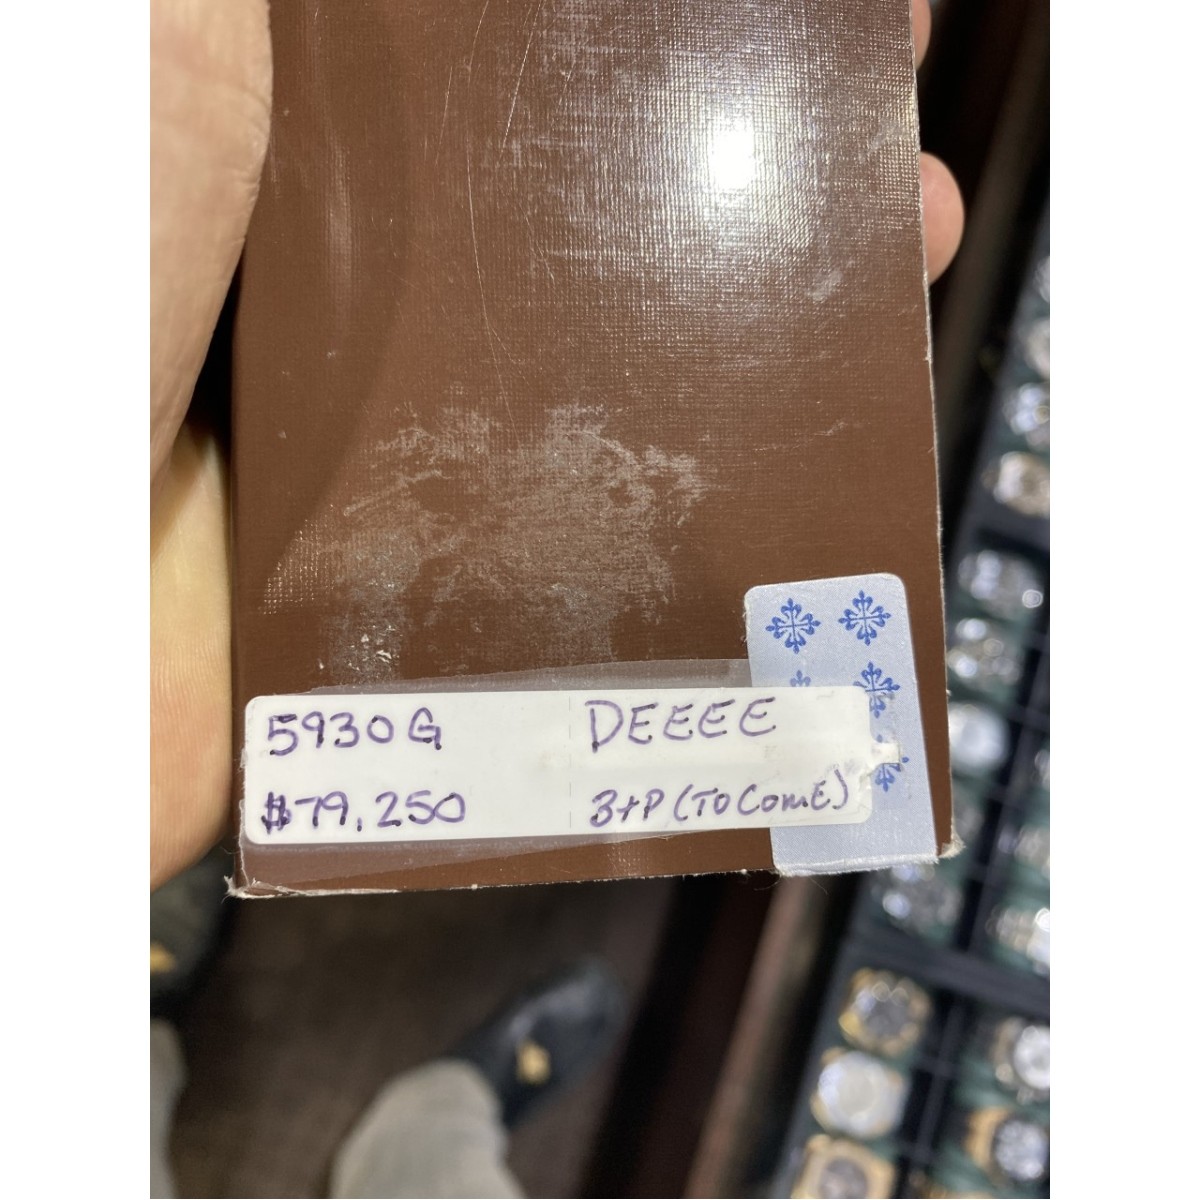 5930G DEEEE
$79,250 B+P (TO COME)